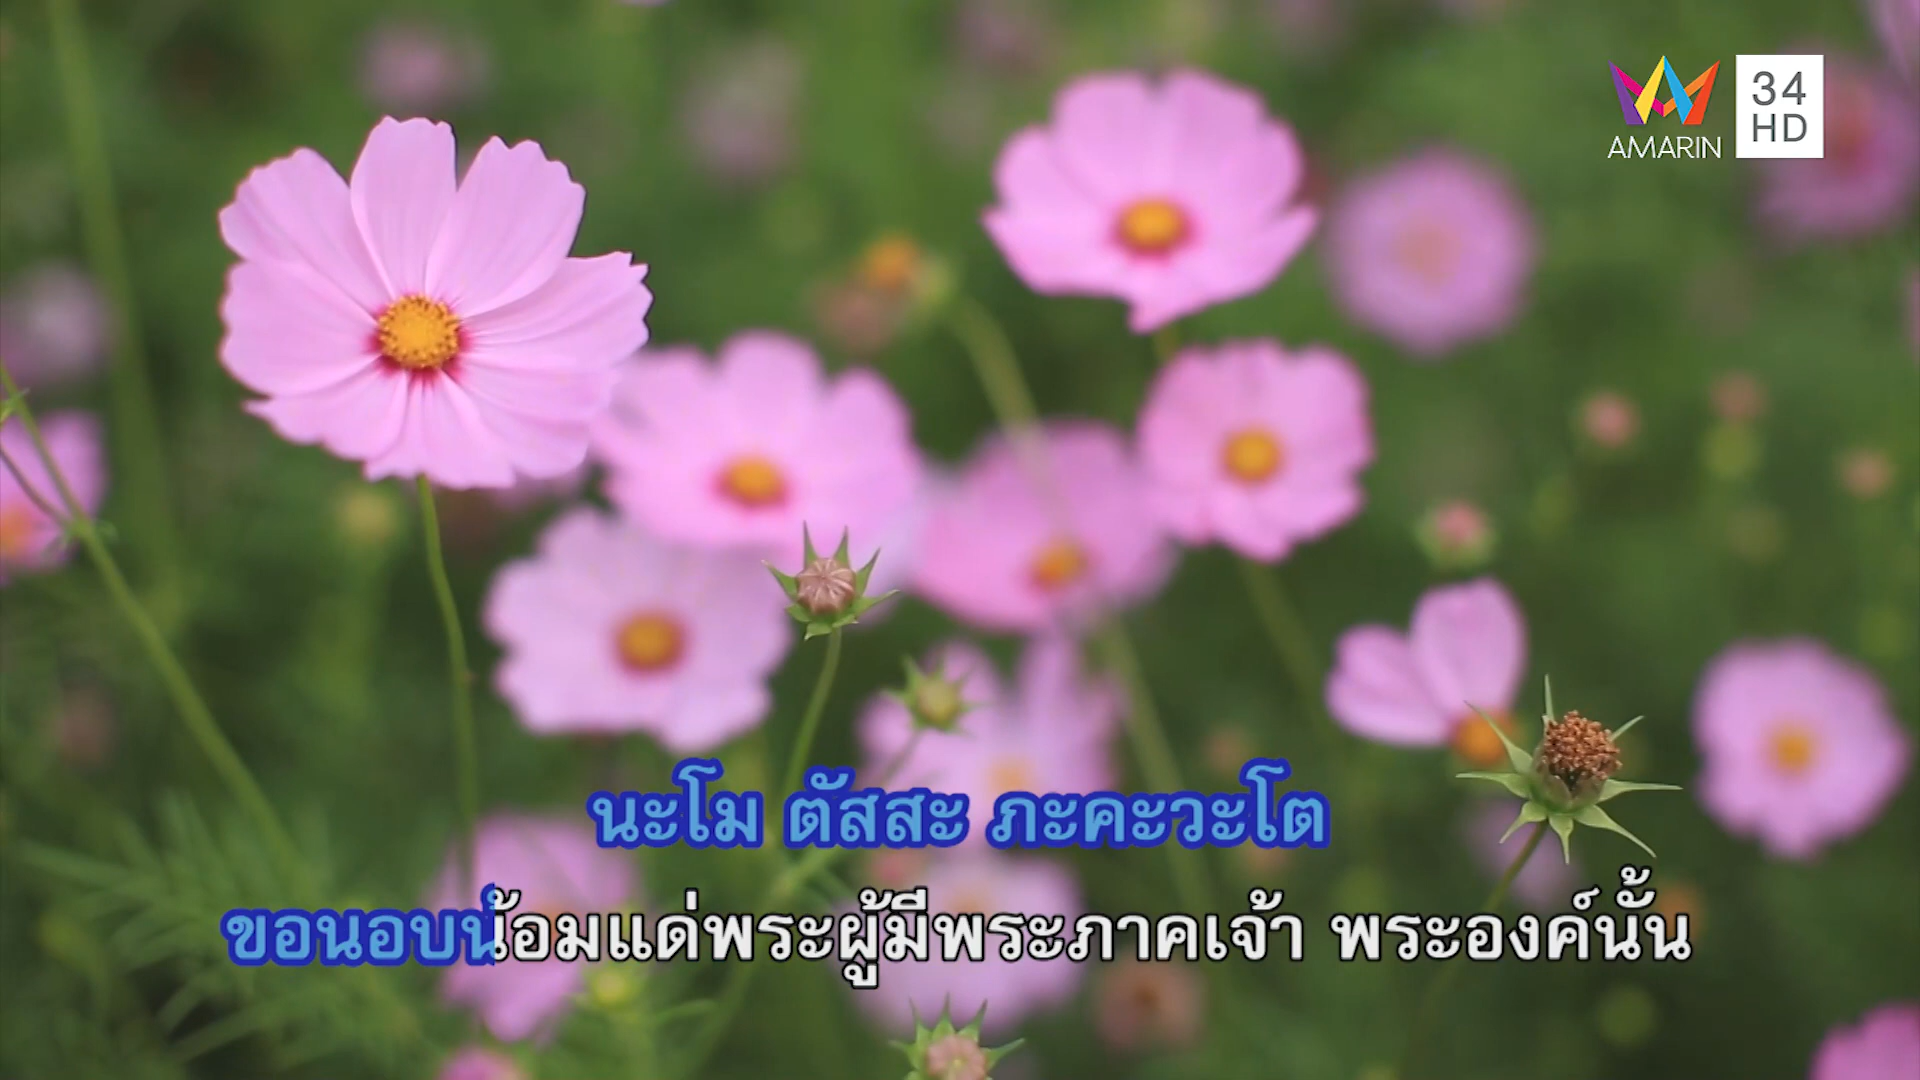 AMARIN
34
HD
นะโม ตัสสะ ภะคะวะโต
ขอนอบน้อมแด่พระผู้มีพระภาคเจ้า พระองค์นั้น